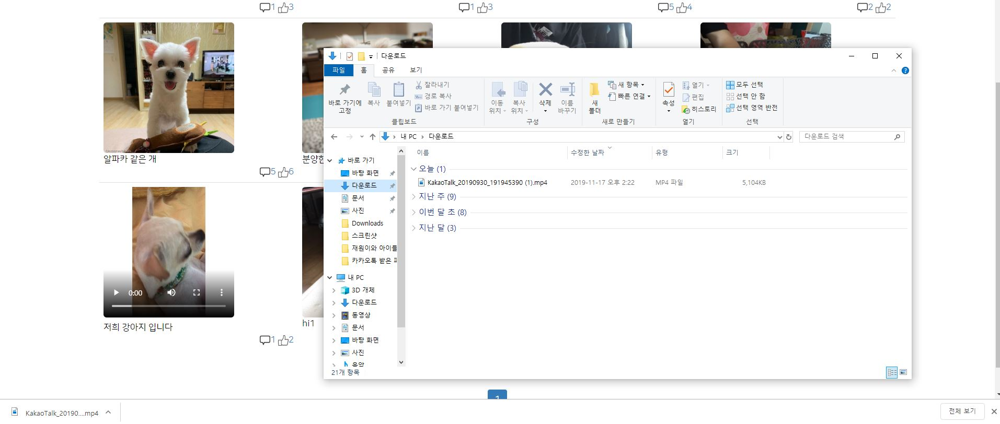 1 3
1 3
5 4
2 2
알파카 같은 개
5 6
분양한
저희 강아지 입니다
0:00
1 2
hi1
다운로드
파일 홈 공유 보기
바로 가기에
고정
복사
붙여넣기
잘라내기
경로 복사
바로 가기 붙여넣기
클립보드
이동
위치
복사
위치
삭제
이름
바꾸기
구성
새
폴더
새 항목
빠른 연결
새로 만들기
속성
열기
편집
히스토리
열기
모두 선택
선택 안 함
선택 영역 반전
선택
내 PC › 다운로드
다운로드 검색
바로 가기
바탕 화면
다운로드
문서
사진
Downloads
스크린샷
재원이와 아이들
카카오톡 받은 파
내 PC
3D 개체
다운로드
동영상
문서
바탕 화면
사진
음악
이름 수정한 날짜 유형 크기
오늘 (1)
KakaoTalk_20190930_191945390 (1).mp4 2019-11-17 오후 2:22 MP4 파일 5,104KB
지난 주 (9)
이번 달 초 (8)
지난 달 (3)
21개 항목
1
KakaoTalk_20190....mp4
전체 보기